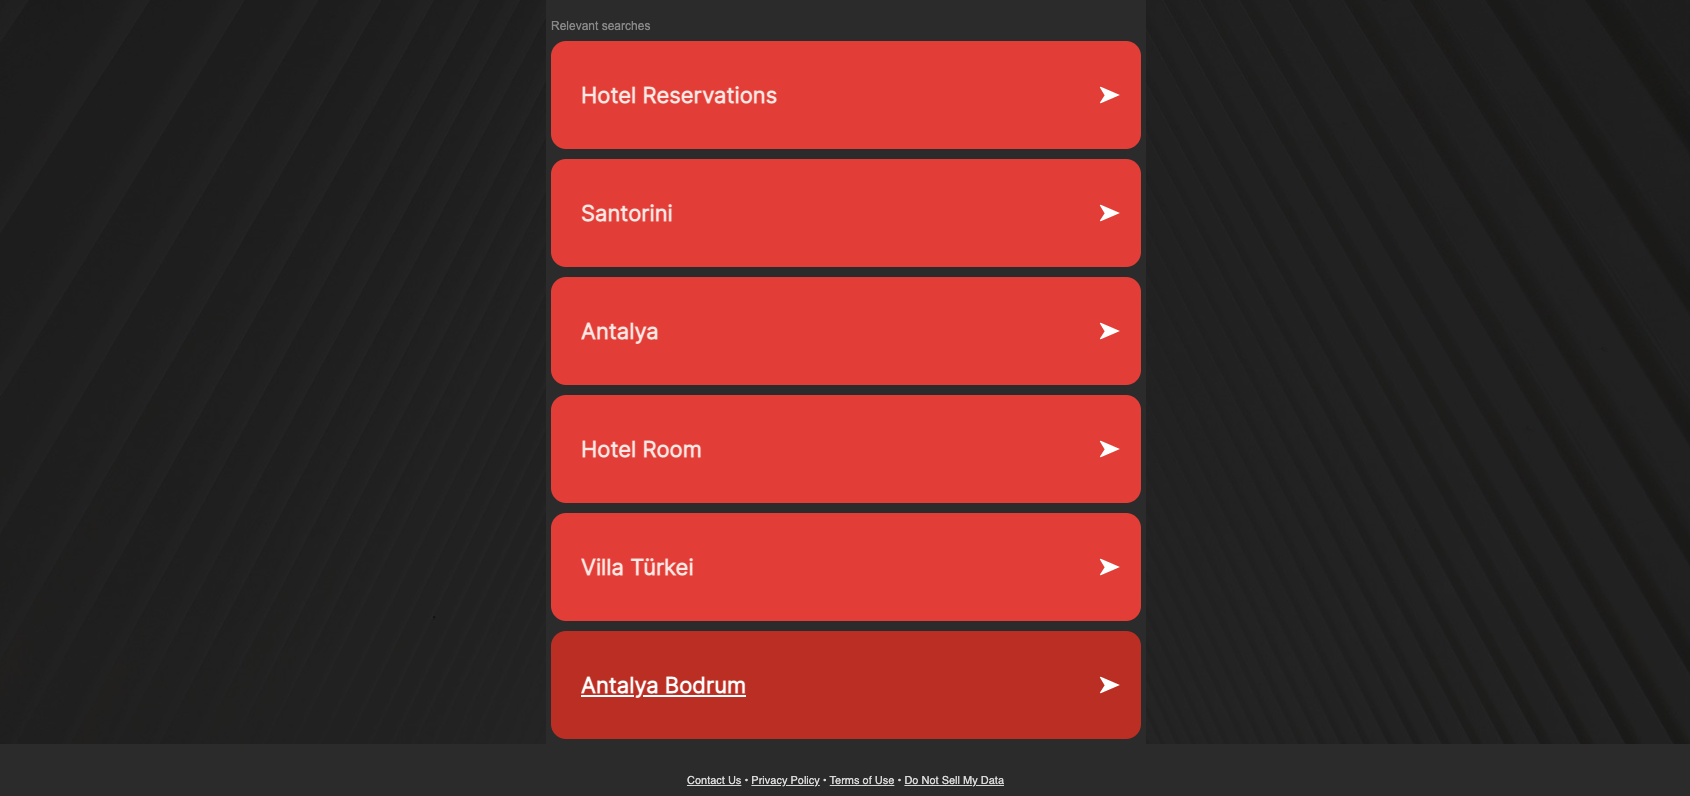 Relevant searches
Hotel Reservations
Santorini
Antalya
Hotel Room
Villa Türkei
Antalya Bodrum
Contact Us • Privacy Policy • Terms of Use • Do Not Sell My Data